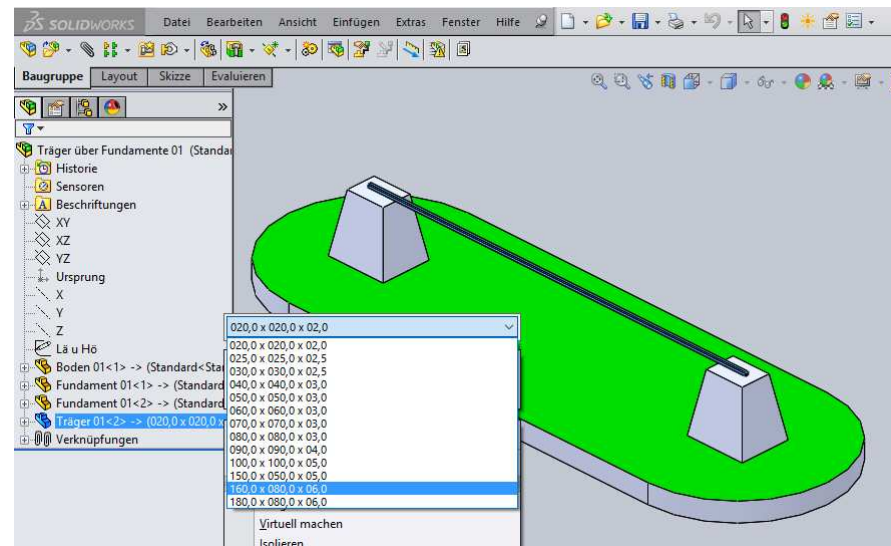 SOLIDWORKS Datei Bearbeiten Ansicht Einfügen Extras Fenster Hilfe
Baugruppe Layout Skizze Evaluieren
Träger über Fundamente 01 (Standar
Historie
Sensoren
A Beschriftungen
XY
XZ
YZ
Ursprung
X
Y
Z
Lä u Hö
Boden 01<1> -> (Standard<Star
Fundament 01<1> -> (Standard
Fundament 01<2> -> (Standard
Träger 01<2> -> (020,0 x 020,0 x
Verknüpfungen
020,0 x 020,0 x 02,0
020,0 x 020,0 x 02,0
025,0 x 025,0 x 02,5
030,0 x 030,0 x 02,5
040,0 x 040,0 x 03,0
050,0 x 050,0 x 03,0
060,0 x 060,0 x 03,0
070,0 x 070,0 x 03,0
080,0 x 080,0 x 03,0
090,0 x 090,0 x 04,0
100,0 x 100,0 x 05,0
150,0 x 050,0 x 05,0
160,0 x 080,0 x 06,0
180,0 x 080,0 x 06,0
Virtuell machen
Isolieren